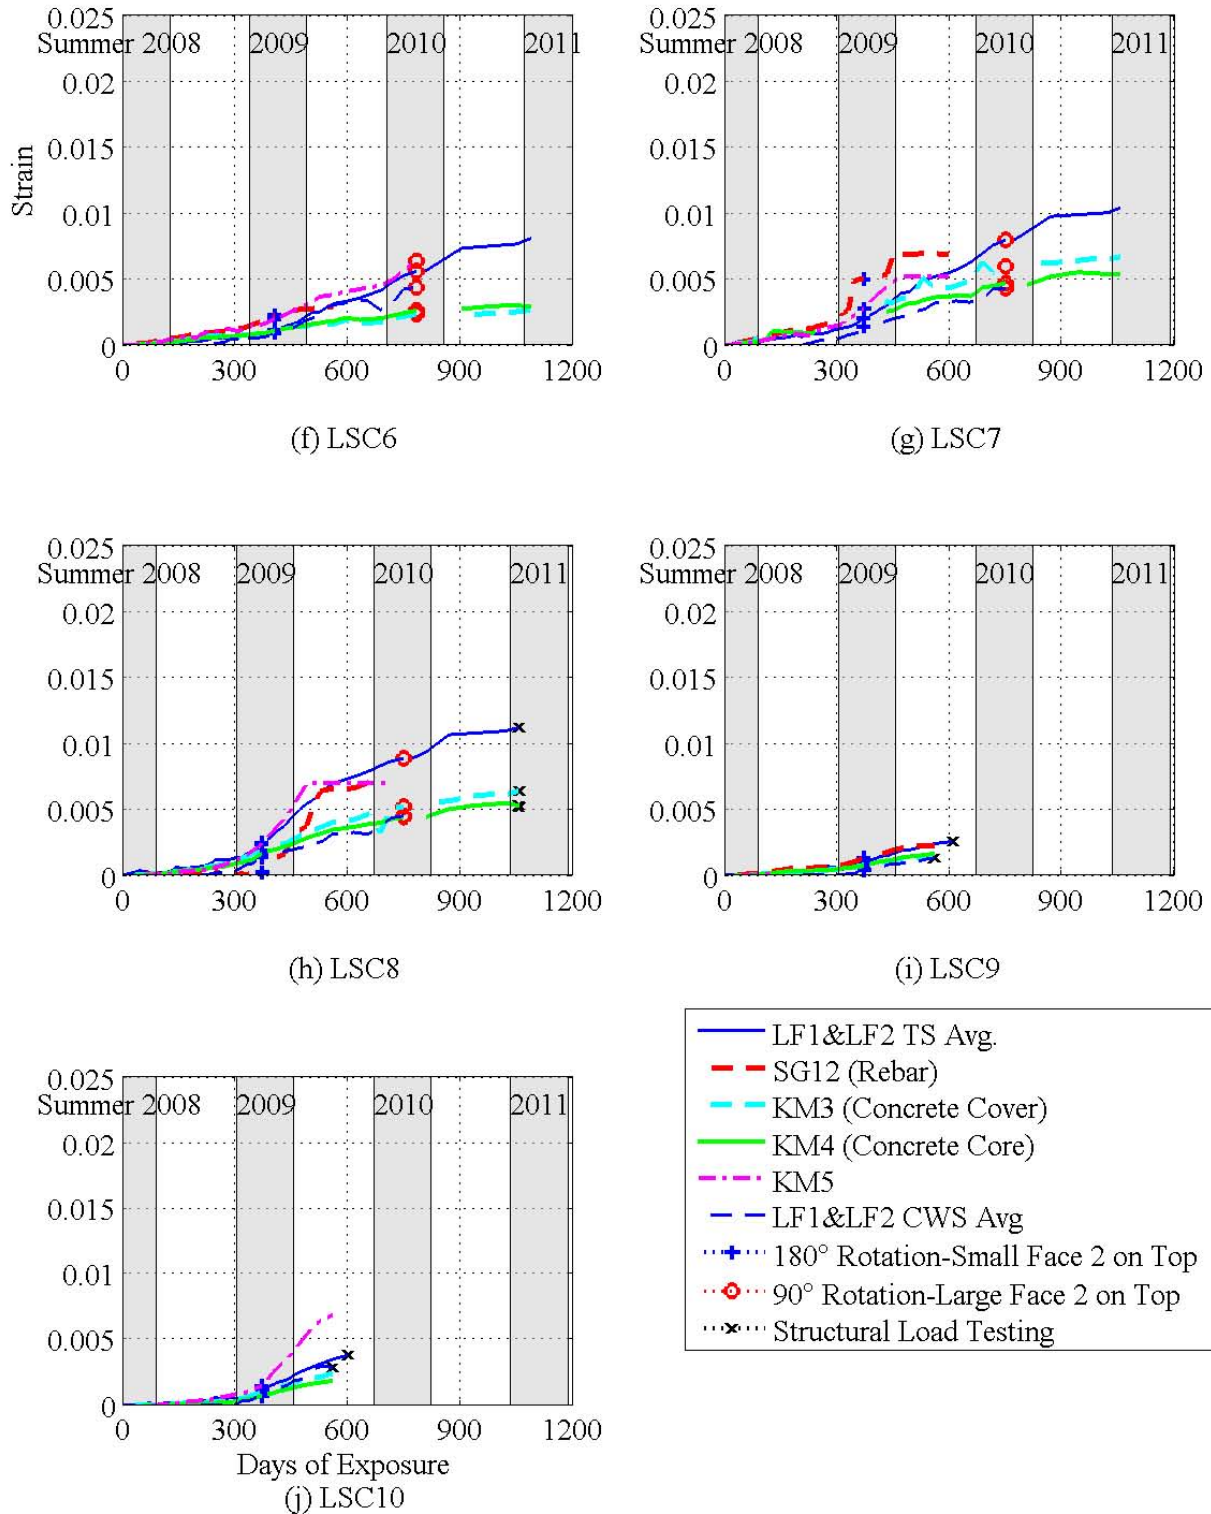 0.025
Summer 2008 2009 2010 2011
0.02
0.015
0.01
0.005
0
Strain
0 300 600 900 1200
(f) LSC6
0.025
Summer 2008 2009 2010 2011
0.02
0.015
0.01
0.005
0
0 300 600 900 1200
(g) LSC7
0.025
Summer 2008 2009 2010 2011
0.02
0.015
0.01
0.005
0
0 300 600 900 1200
(h) LSC8
0.025
Summer 2008 2009 2010 2011
0.02
0.015
0.01
0.005
0
0 300 600 900 1200
(i) LSC9
0.025
Summer 2008 2009 2010 2011
0.02
0.015
0.01
0.005
0
0 300 600 900 1200
Days of Exposure
(j) LSC10
LF1&LF2 TS Avg.
SG12 (Rebar)
KM3 (Concrete Cover)
KM4 (Concrete Core)
KM5
LF1&LF2 CWS Avg
180° Rotation-Small Face 2 on Top
90° Rotation-Large Face 2 on Top
Structural Load Testing